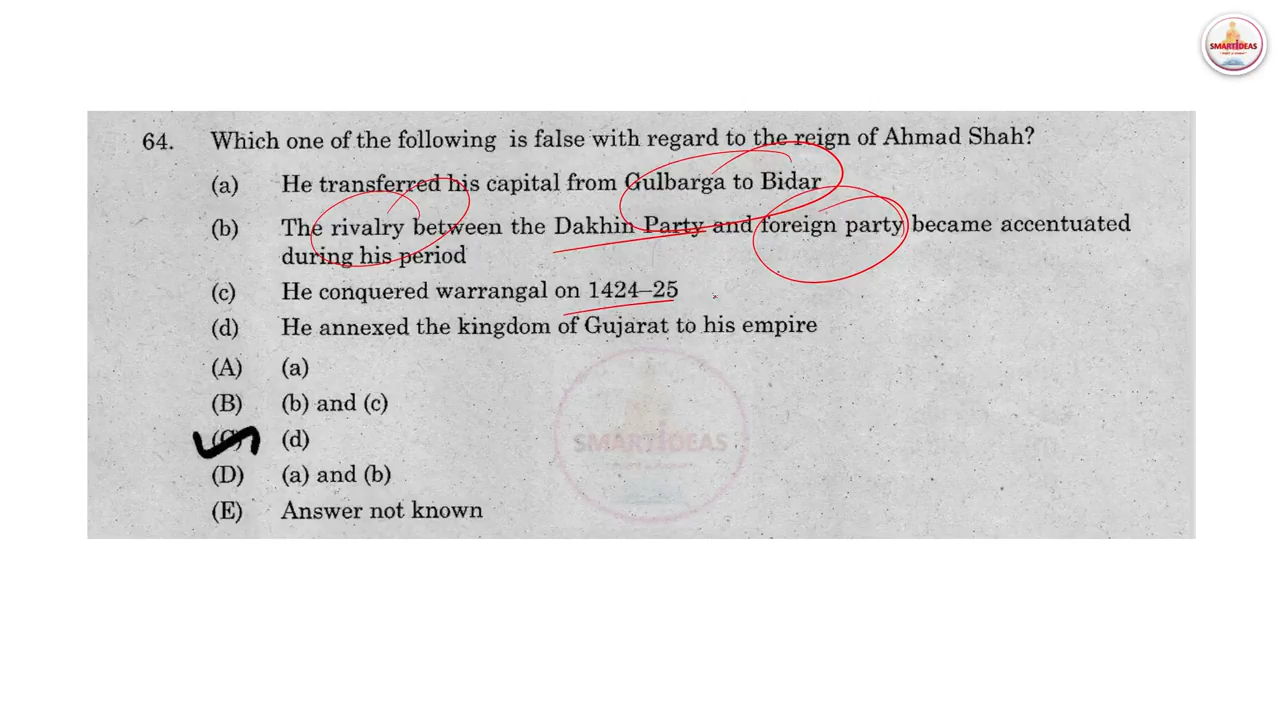 SMARTIDEAS
64. Which one of the following is false with regard to the reign of Ahmad Shah?
(a) He transferred his capital from Gulbarga to Bidar
(b) The rivalry between the Dakhin Party and foreign party became accentuated
during his period
(c) He conquered warrangal on 1424–25
(d) He annexed the kingdom of Gujarat to his empire
(A) (a)
(B) (b) and (c)
(C) (d)
SMARTIDEAS
(D) (a) and (b)
(E) Answer not known